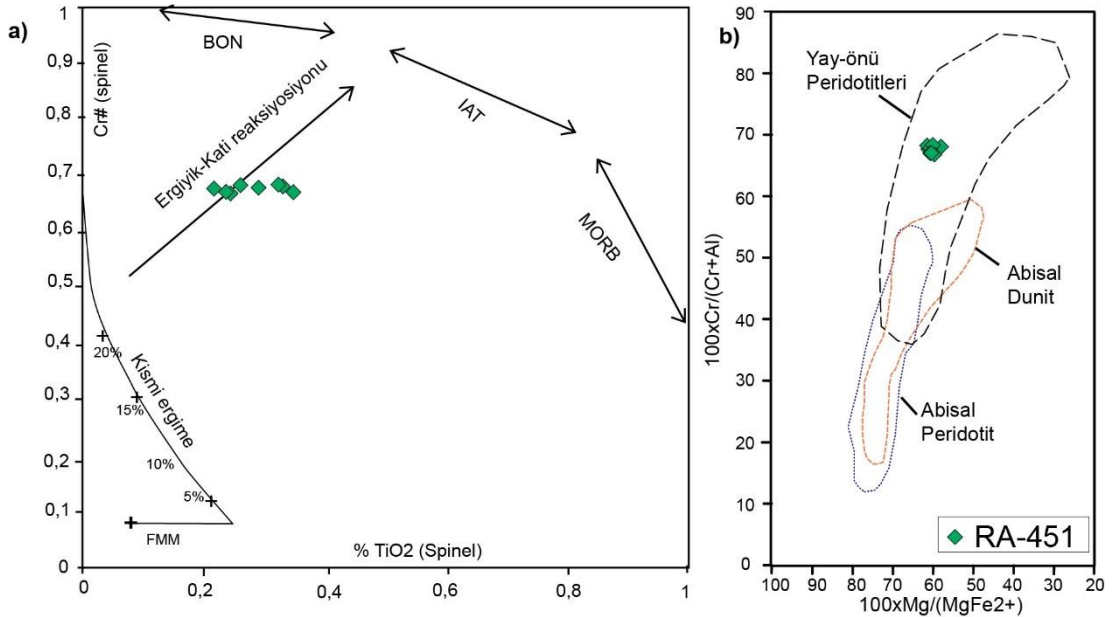 a)
1
0,9
0,8
0,7
0,6
0,5
0,4
0,3
0,2
0,1
0
Cr# (spinel)
BON
Ergiyik-Kati reaksiyosiyonu
IAT
MORB
20%
15%
10%
5%
Kismi ergime
FMM
% TiO2 (Spinel)
0
0,2
0,4
0,6
0,8
1
b)
90
80
70
60
50
40
30
20
10
0
100xCr/(Cr+Al)
Yay-önü
Peridotitleri
Abisal
Dunit
Abisal
Peridotit
RA-451
100 90 80 70 60 50 40 30 20
100xMg/(MgFe2+)